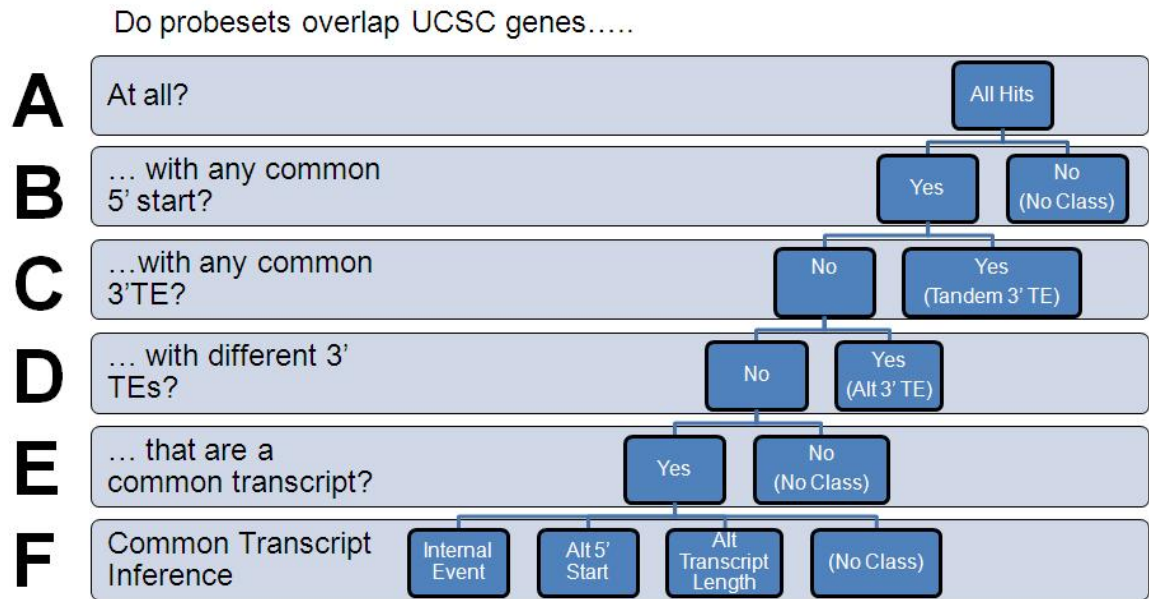 Do probesets overlap UCSC genes…..
A
At all?
All Hits
B
… with any common
5’ start?
Yes
No
(No Class)
C
…with any common
3’TE?
No
Yes
(Tandem 3’ TE)
D
… with different 3’
TEs?
No
Yes
(Alt 3’ TE)
E
… that are a
common transcript?
Yes
No
(No Class)
F
Common Transcript
Inference
Internal
Event
Alt 5’
Start
Alt
Transcript
Length
(No Class)